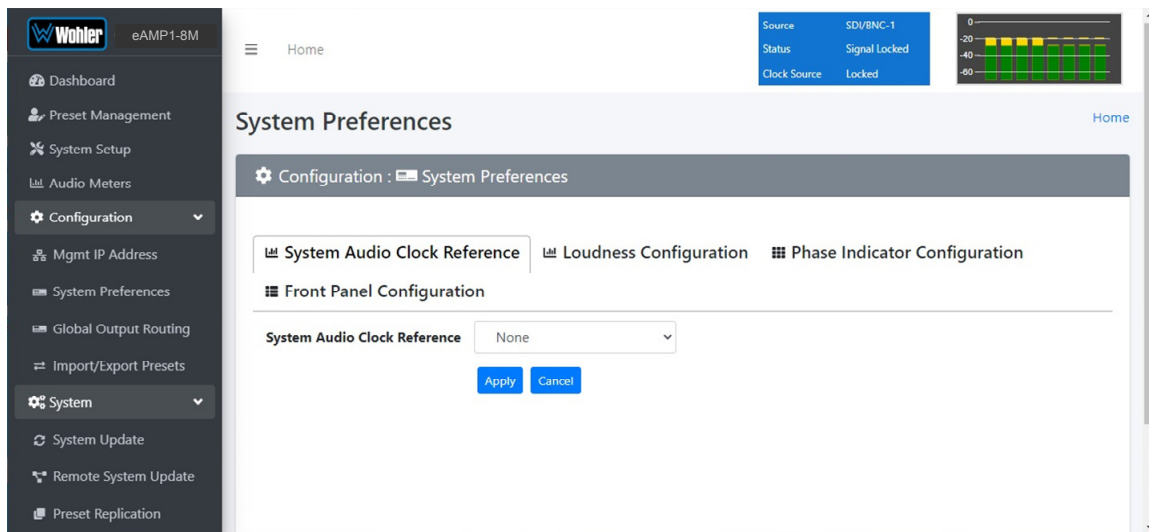 Wohler eAMP1-8M
Dashboard
Preset Management
System Setup
Audio Meters
Configuration
Mgmt IP Address
System Preferences
Global Output Routing
Import/Export Presets
System
System Update
Remote System Update
Preset Replication
Home
Source SDI/BNC-1
Status Signal Locked
Clock Source Locked
0
-20
-40
-60
System Preferences
Home
Configuration : System Preferences
System Audio Clock Reference Loudness Configuration Phase Indicator Configuration
Front Panel Configuration
System Audio Clock Reference None
Apply Cancel